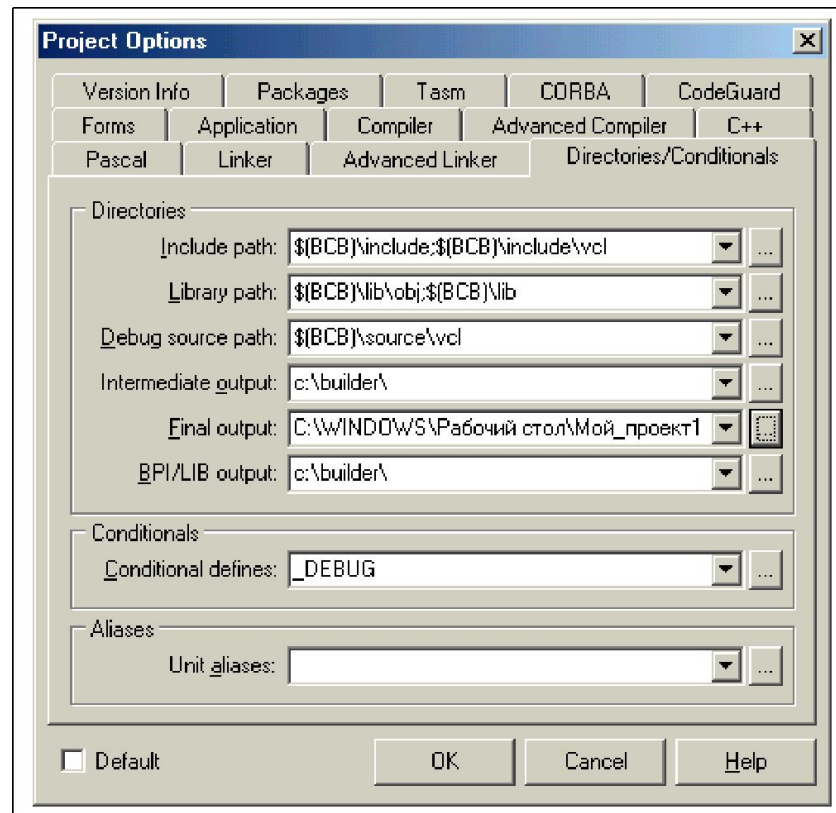 Project Options
Version Info Packages Tasm CORBA CodeGuard
Forms Application Compiler Advanced Compiler C++
Pascal Linker Advanced Linker Directories/Conditionals
Directories
Include path: $(BCB)\include;$(BCB)\include\vcl ...
Library path: $(BCB)\lib\obj;$(BCB)\lib ...
Debug source path: $(BCB)\source\vcl ...
Intermediate output: c:\builder\ ...
Final output: C:\WINDOWS\Рабочий стол\Мой_проект1 ...
BPI/LIB output: c:\builder\ ...
Conditionals
Conditional defines: _DEBUG ...
Aliases
Unit aliases: ...
Default OK Cancel Help